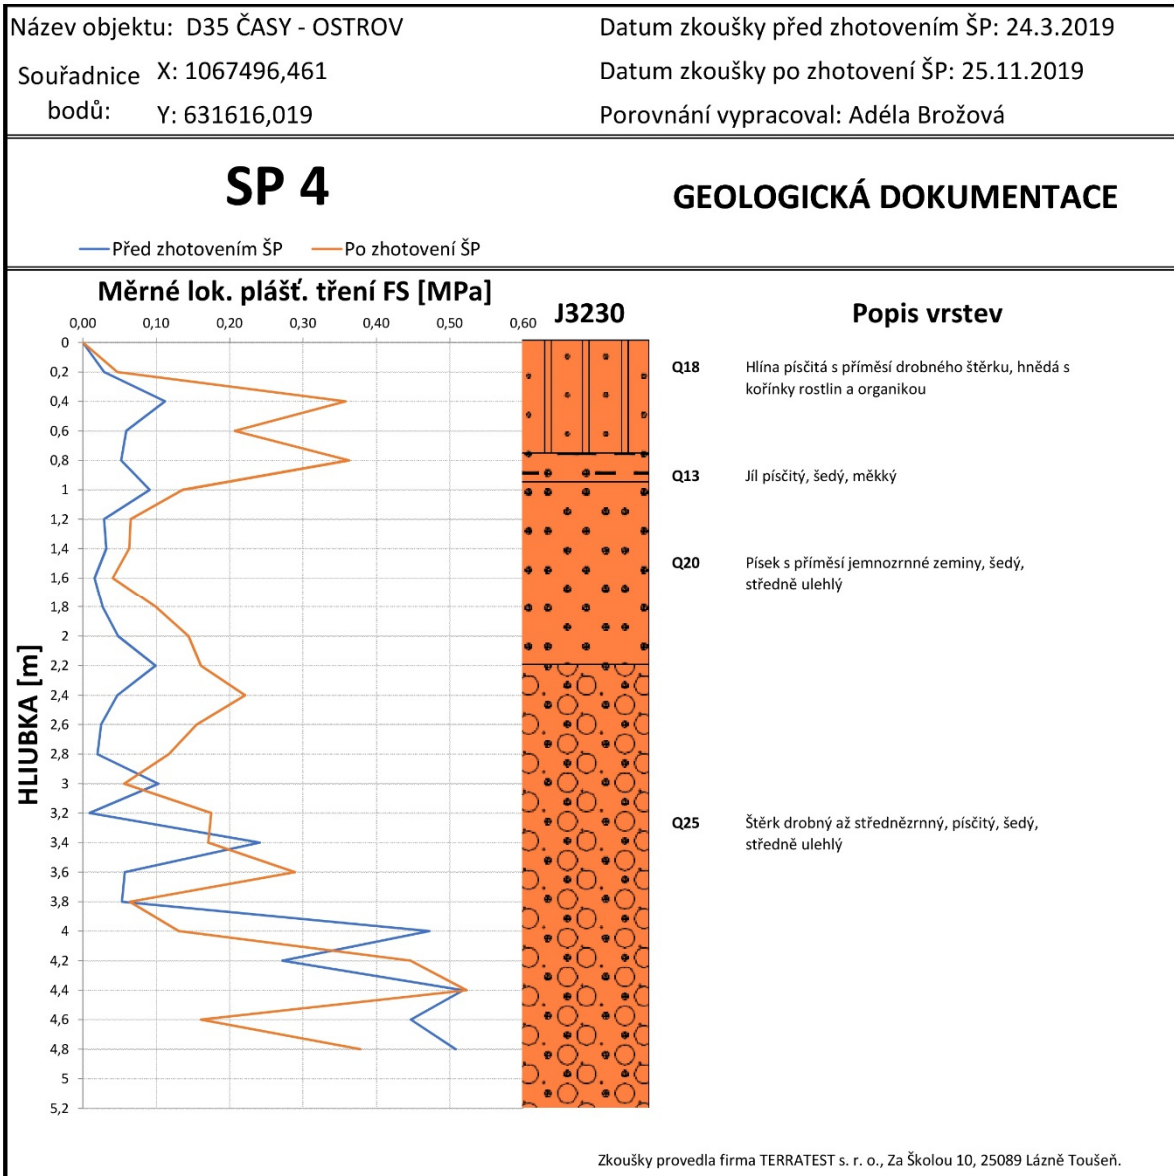 Název objektu: D35 ČASY - OSTROV
Datum zkoušky před zhotovením ŠP: 24.3.2019
Souřadnice bodů:
X: 1067496,461
Datum zkoušky po zhotovení ŠP: 25.11.2019
Y: 631616,019
Porovnání vypracoval: Adéla Brožová
SP 4
GEOLOGICKÁ DOKUMENTACE
Před zhotovením ŠP
Po zhotovení ŠP
Měrné lok. plášť. tření FS [MPa]
J3230
Popis vrstev
0,00 0,10 0,20 0,30 0,40 0,50 0,60
HLIUBKA [m]
0
0,2
0,4
0,6
0,8
1
1,2
1,4
1,6
1,8
2
2,2
2,4
2,6
2,8
3
3,2
3,4
3,6
3,8
4
4,2
4,4
4,6
4,8
5
5,2
Q18 Hlína písčitá s příměsí drobného štěrku, hnědá s
kořínky rostlin a organikou
Q13 Jíl písčitý, šedý, měkký
Q20 Písek s příměsí jemnozrnné zeminy, šedý,
středně ulehlý
Q25 Štěrk drobný až střednězrnný, písčitý, šedý,
středně ulehlý
Zkoušky provedla firma TERRATEST s. r. o., Za Školou 10, 25089 Lázně Toušeň.